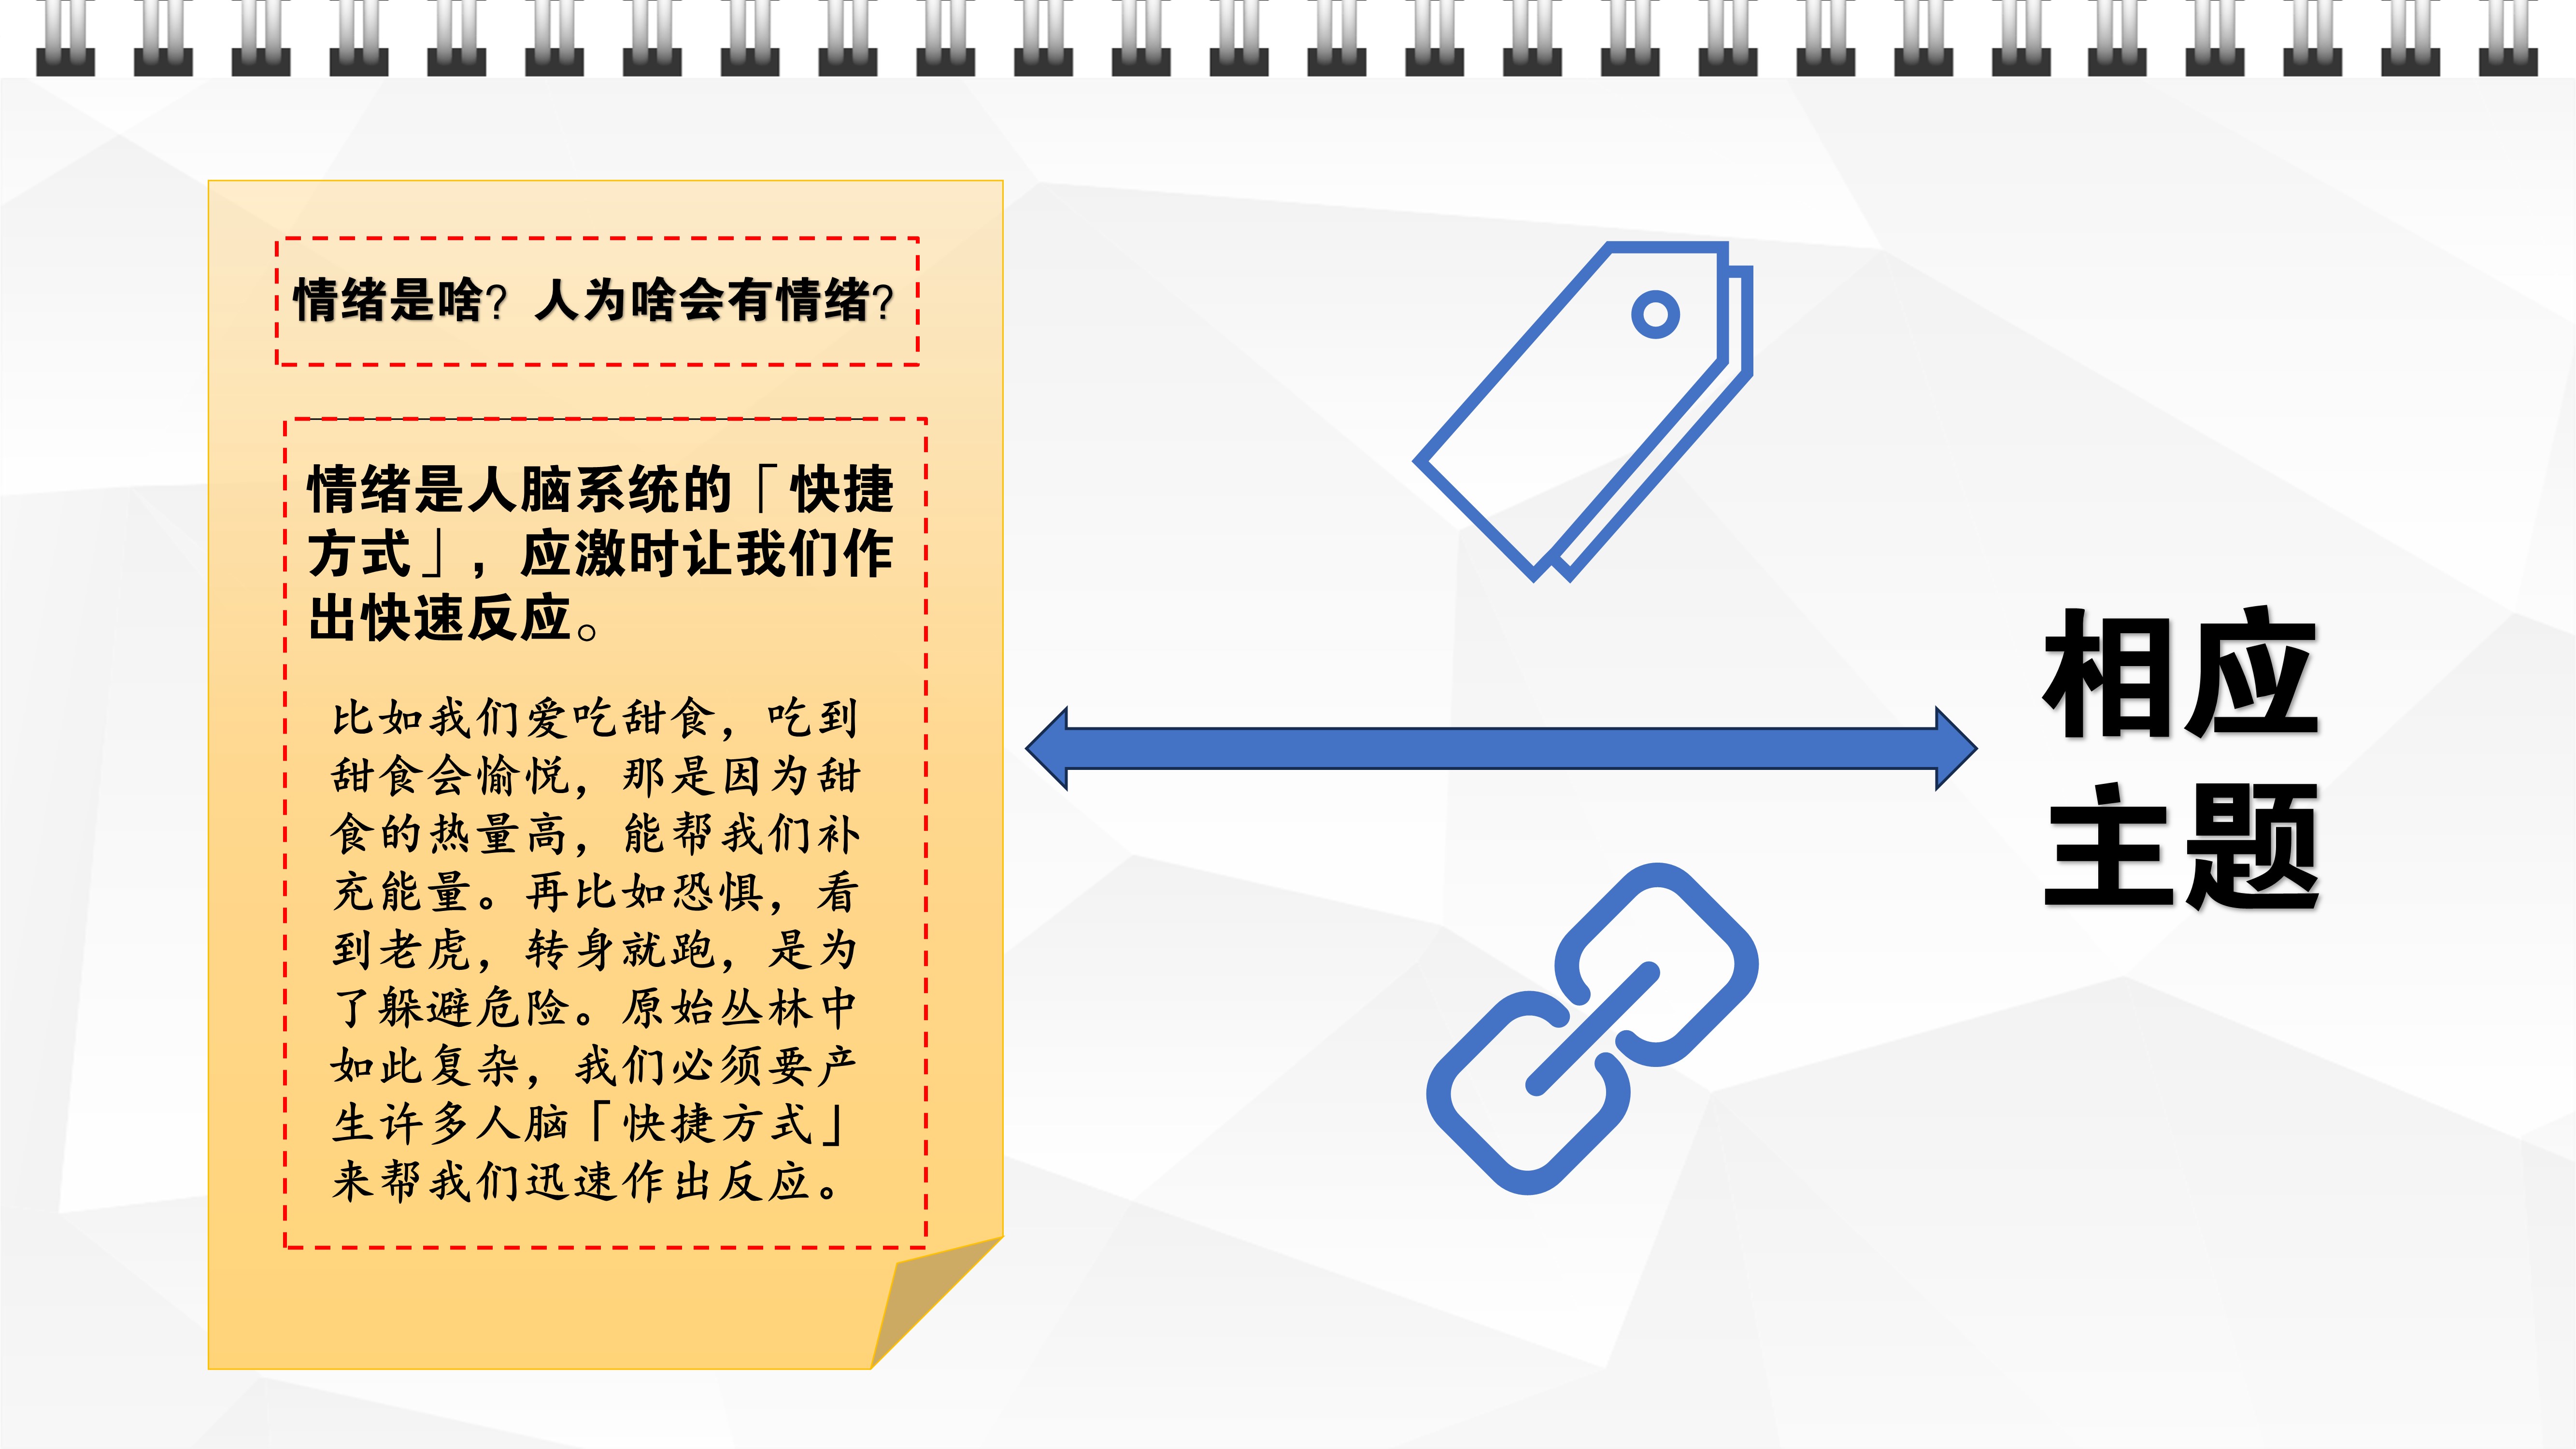 情绪是啥？人为啥会有情绪？
情绪是人脑系统的「快捷
方式」，应激时让我们作
出快速反应。
比如我们爱吃甜食，吃到
甜食会愉悦，那是因为甜
食的热量高，能帮我们补
充能量。再比如恐惧，看
到老虎，转身就跑，是为
了躲避危险。原始丛林中
如此复杂，我们必须要产
生许多人脑「快捷方式」
来帮我们迅速作出反应。
相应
主题